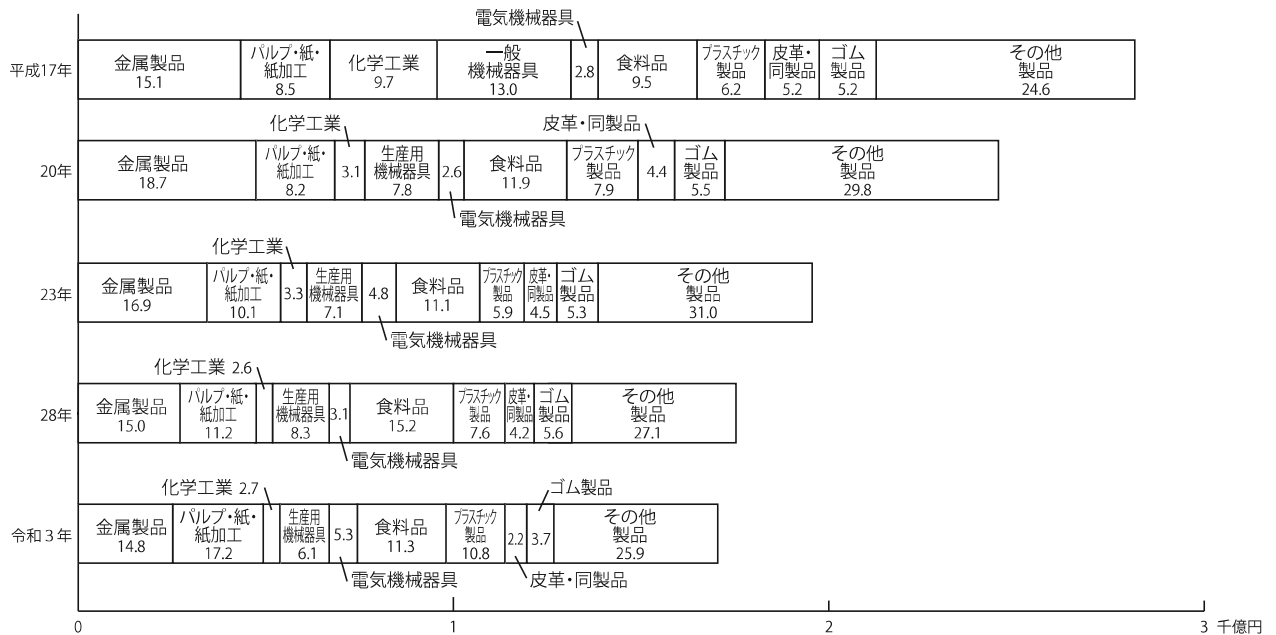 電気機械器具
平成17年
金属製品
15.1
パルプ・紙・
紙加工
8.5
化学工業
9.7
一般
機械器具
13.0
2.8
食料品
9.5
プラスチック
製品
6.2
皮革・
同製品
5.2
ゴム
製品
5.2
その他
製品
24.6
化学工業
皮革・同製品
20年
金属製品
18.7
パルプ・紙・
紙加工
8.2
3.1
生産用
機械器具
7.8
2.6
食料品
11.9
プラスチック
製品
7.9
4.4
ゴム
製品
5.5
その他
製品
29.8
電気機械器具
化学工業
23年
金属製品
16.9
パルプ・紙・
紙加工
10.1
3.3
生産用
機械器具
7.1
4.8
食料品
11.1
プラスチック
製品
5.9
皮革・
同製品
4.5
ゴム
製品
5.3
その他
製品
31.0
電気機械器具
化学工業 2.6
28年
金属製品
15.0
パルプ・紙・
紙加工
11.2
生産用
機械器具
8.3
3.1
食料品
15.2
プラスチック
製品
7.6
皮革・
同製品
4.2
ゴム
製品
5.6
その他
製品
27.1
電気機械器具
化学工業 2.7
ゴム製品
令和3年
金属製品
14.8
パルプ・紙・
紙加工
17.2
生産用
機械器具
6.1
5.3
食料品
11.3
プラスチック
製品
10.8
2.2
3.7
その他
製品
25.9
電気機械器具
皮革・同製品
0
1
2
3 千億円